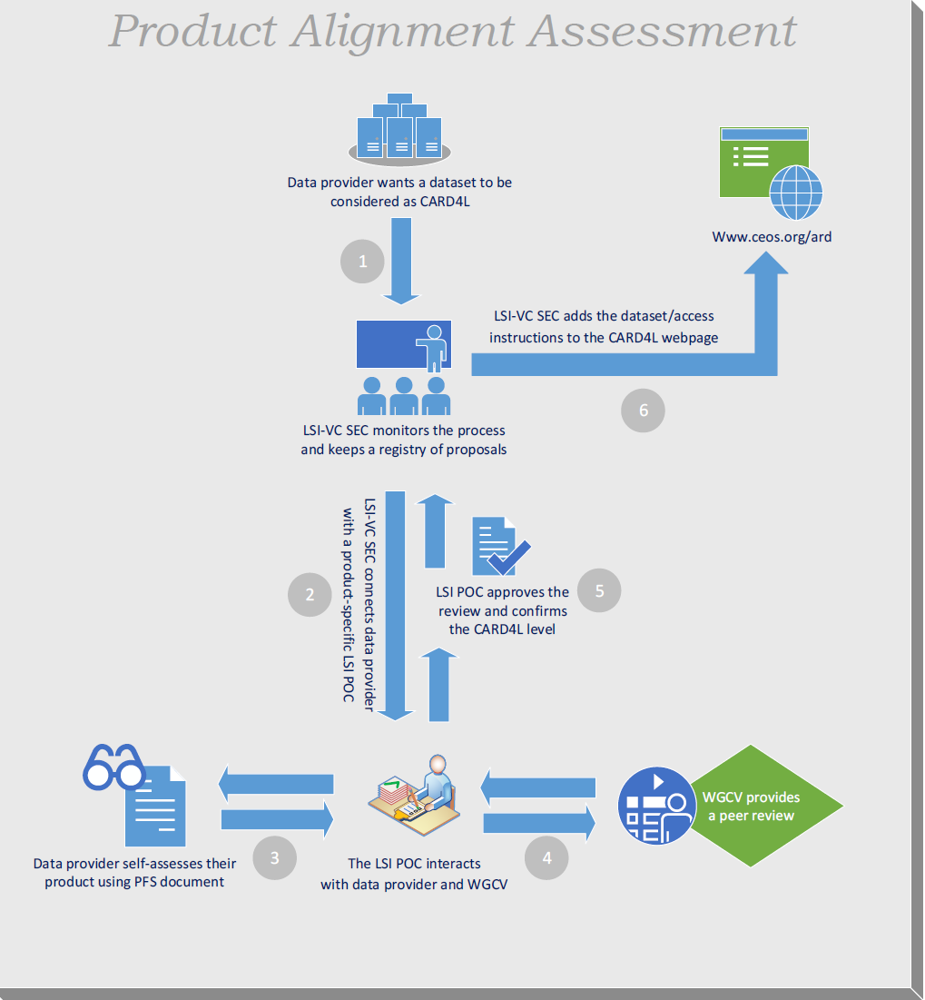 Product Alignment Assessment
Data provider wants a dataset to be
considered as CARD4L
Www.ceos.org/ard
1
LSI-VC SEC adds the dataset/access
instructions to the CARD4L webpage
6
LSI-VC SEC monitors the process
and keeps a registry of proposals
LSI-VC SEC connects data provider
with a product-specific LSI POC
2
LSI POC approves the
review and confirms
the CARD4L level
5
WGCV provides
a peer review
Data provider self-assesses their
product using PFS document
3
The LSI POC interacts
with data provider and WGCV
4